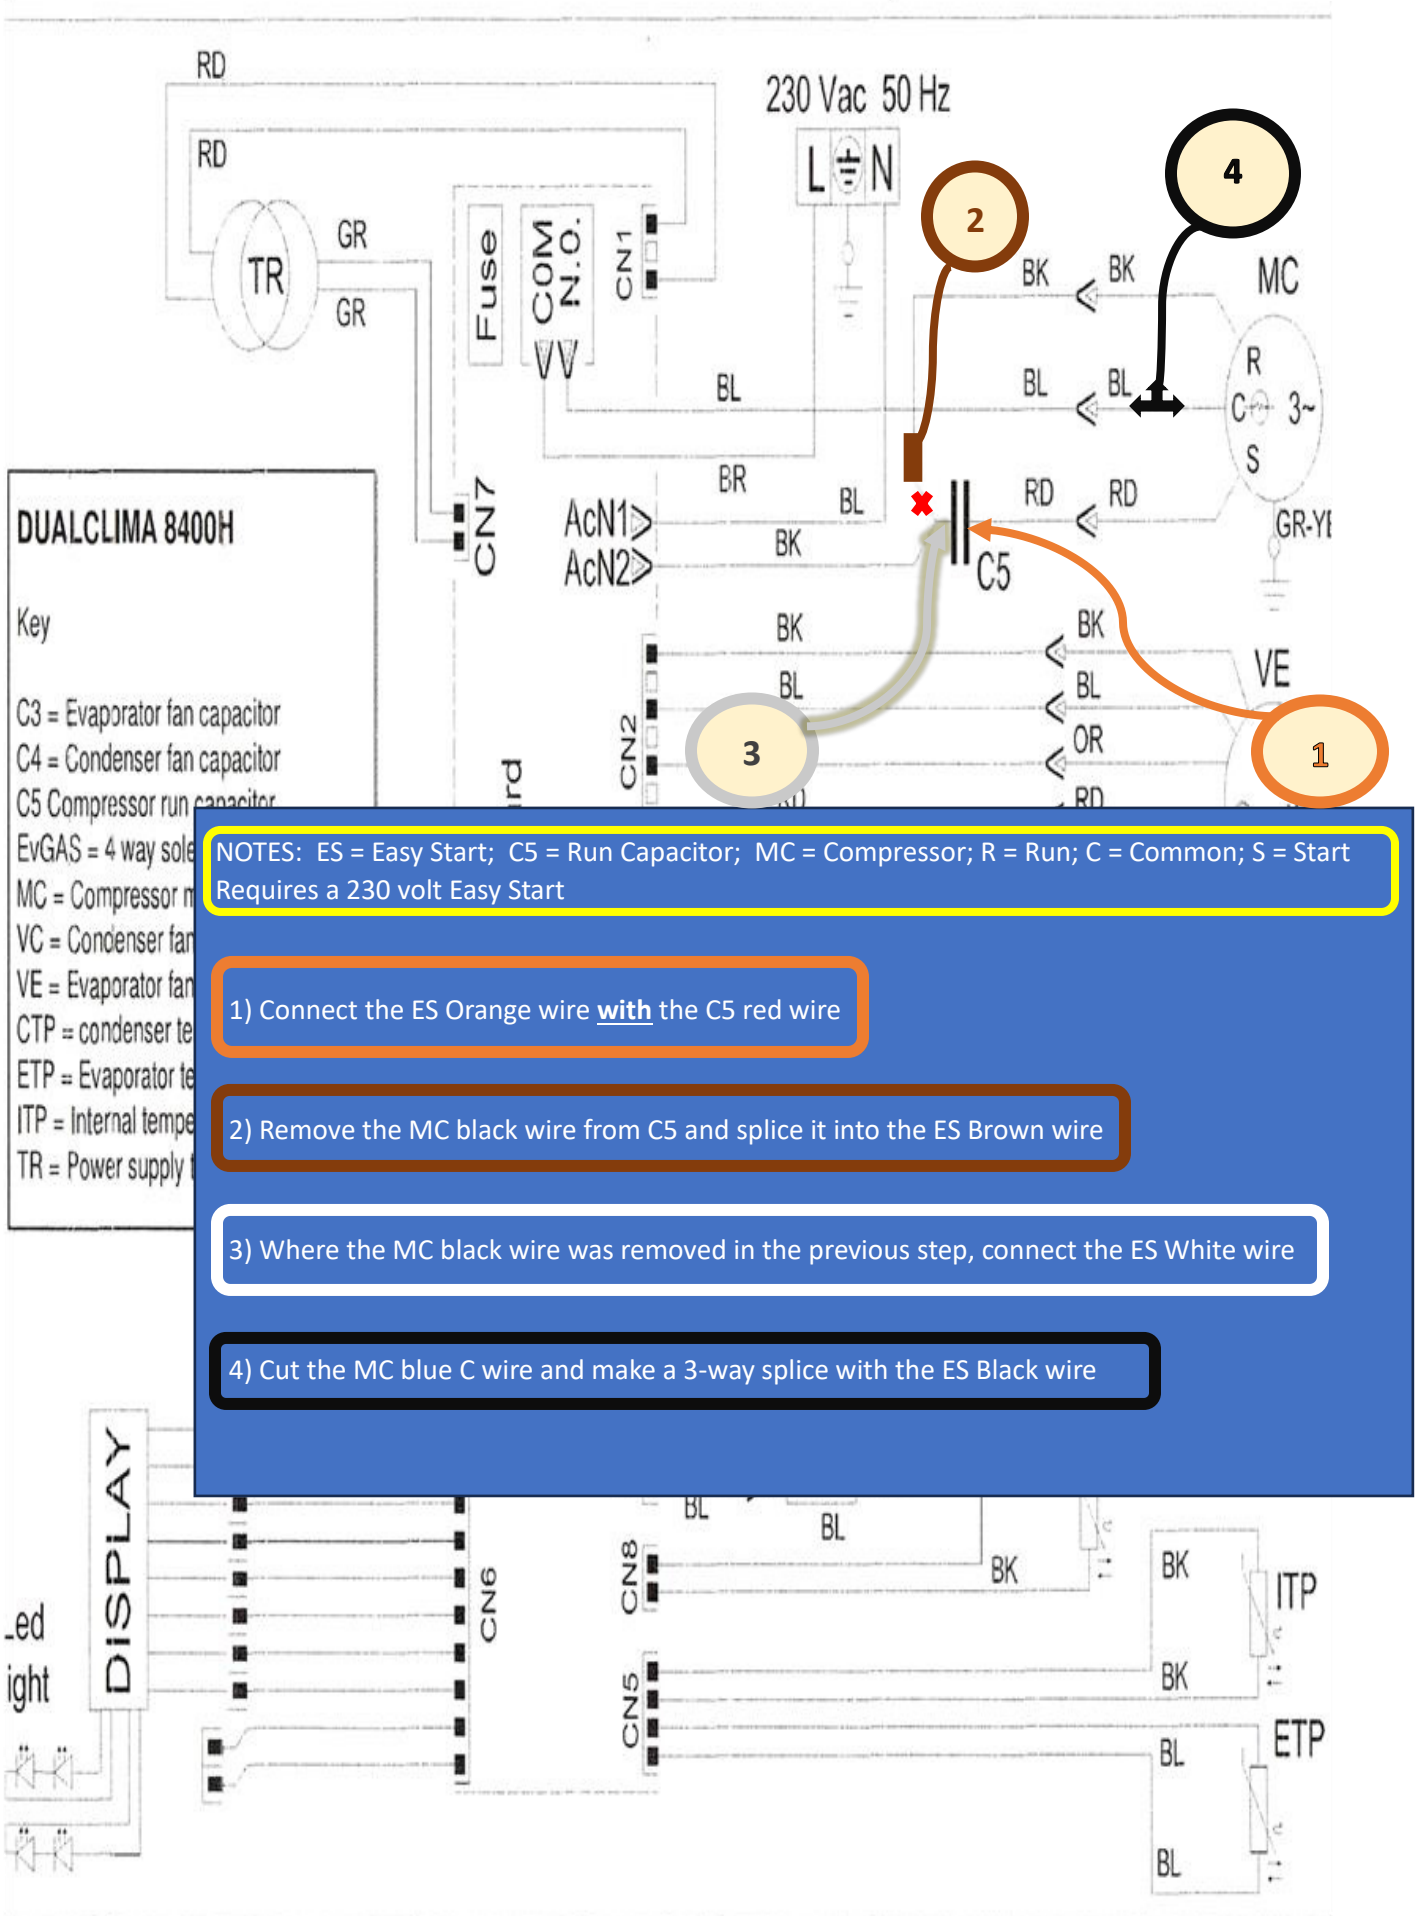 RD
230 Vac 50 Hz
RD
L N
4
2
GR
TR
GR
Fuse
COM
N.O.
CN1
BK
BK
MC
R
C
3~
S
BL
BL
BL
BR
BL
RD
RD
GR-YE
CN7
AcN1
AcN2
BK
C5
DUALCLIMA 8400H
Key
C3 = Evaporator fan capacitor
C4 = Condenser fan capacitor
C5 Compressor run capacitor
EvGAS = 4 way sole
MC = Compressor m
VC = Condenser fan
VE = Evaporator fan
CTP = condenser te
ETP = Evaporator te
ITP = Internal tempe
TR = Power supply t
BK
BK
VE
BL
BL
OR
CN2
3
1
RD
RD
ard
NOTES: ES = Easy Start; C5 = Run Capacitor; MC = Compressor; R = Run; C = Common; S = Start
Requires a 230 volt Easy Start
1) Connect the ES Orange wire with the C5 red wire
2) Remove the MC black wire from C5 and splice it into the ES Brown wire
3) Where the MC black wire was removed in the previous step, connect the ES White wire
4) Cut the MC blue C wire and make a 3-way splice with the ES Black wire
DISPLAY
Led
ight
CN6
BL
BL
CN8
BK
BK
ITP
BK
CN5
BL
ETP
BL